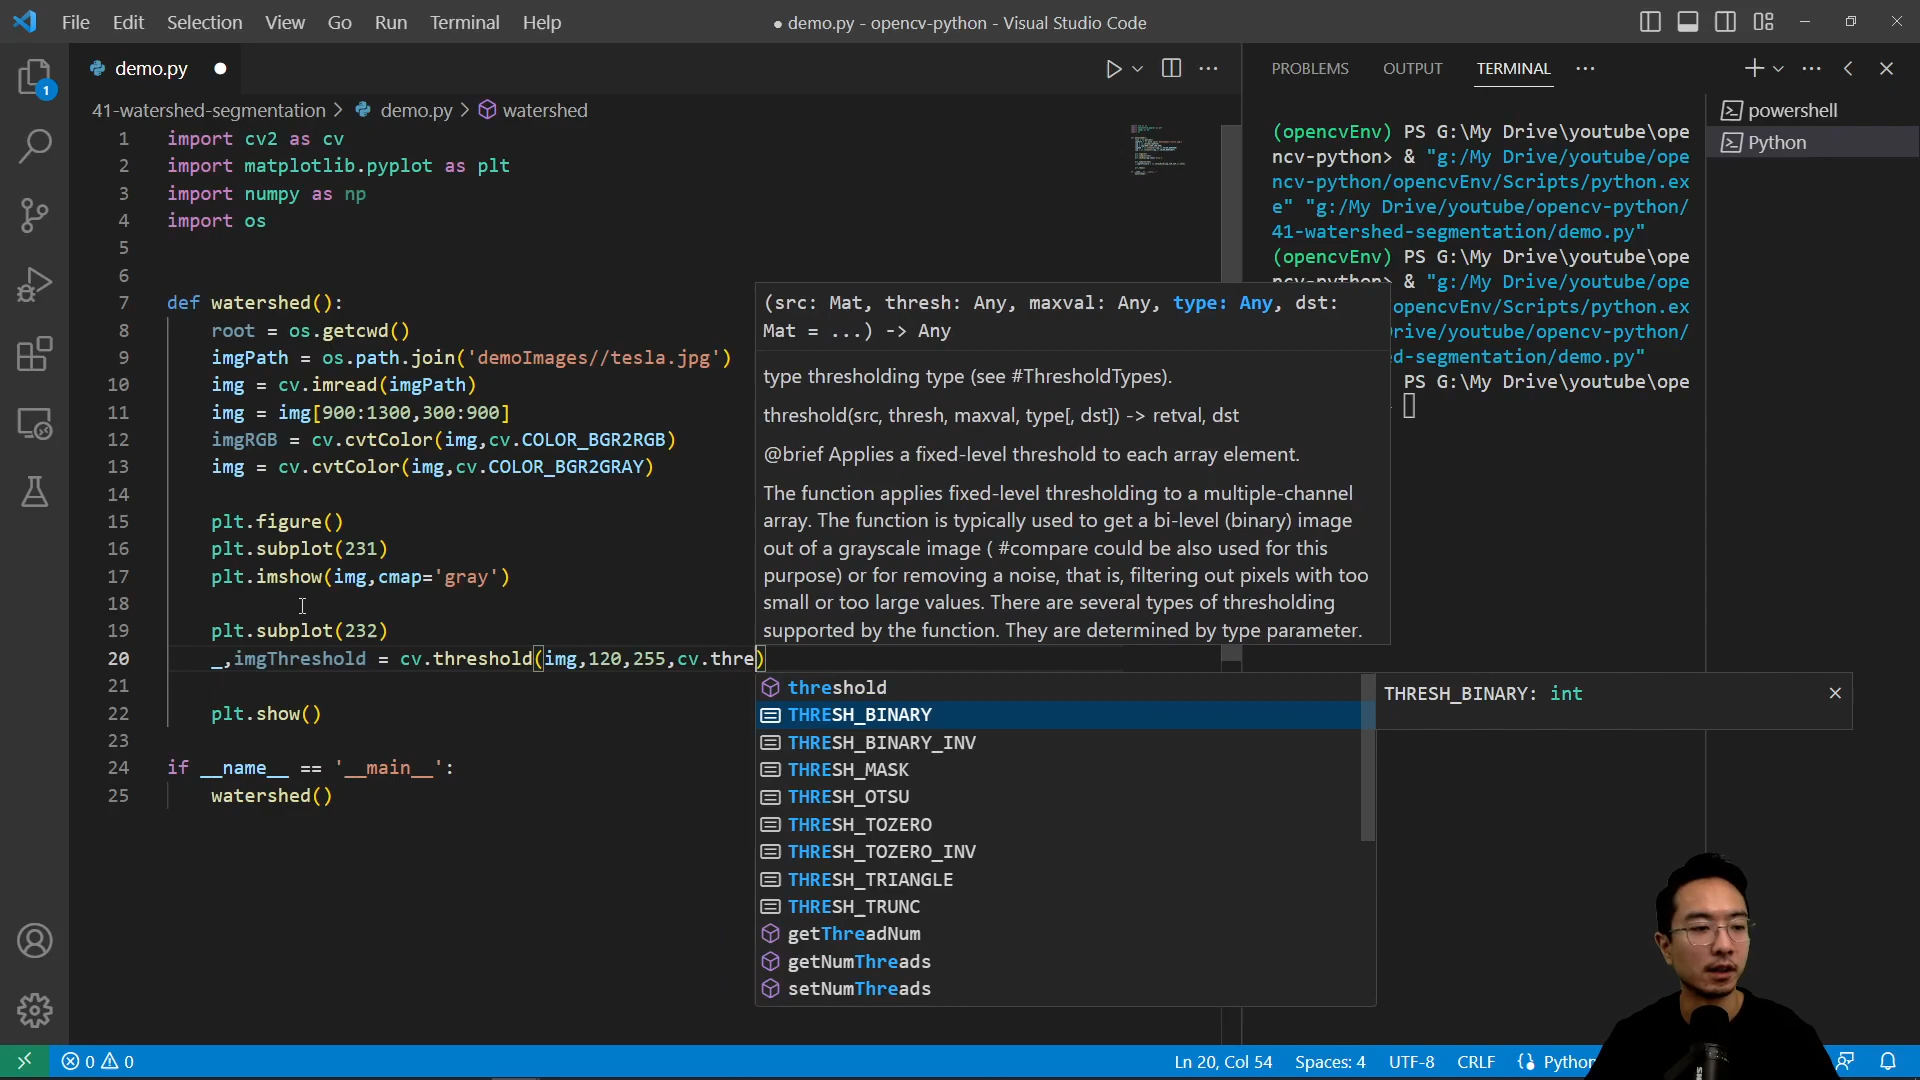 File Edit Selection View Go Run Terminal Help
● demo.py - opencv-python - Visual Studio Code
demo.py ●
41-watershed-segmentation > demo.py > watershed
1 import cv2 as cv
2 import matplotlib.pyplot as plt
3 import numpy as np
4 import os
5
6
7 def watershed():
8 root = os.getcwd()
9 imgPath = os.path.join('demoImages//tesla.jpg')
10 img = cv.imread(imgPath)
11 img = img[900:1300,300:900]
12 imgRGB = cv.cvtColor(img,cv.COLOR_BGR2RGB)
13 img = cv.cvtColor(img,cv.COLOR_BGR2GRAY)
14
15 plt.figure()
16 plt.subplot(231)
17 plt.imshow(img,cmap='gray')
18
19 plt.subplot(232)
20 _,imgThreshold = cv.threshold(img,120,255,cv.thre)
21
22 plt.show()
23
24 if __name__ == '__main__':
25 watershed()
(src: Mat, thresh: Any, maxval: Any, type: Any, dst:
Mat = ...) -> Any
type thresholding type (see #ThresholdTypes).
threshold(src, thresh, maxval, type[, dst]) -> retval, dst
@brief Applies a fixed-level threshold to each array element.
The function applies fixed-level thresholding to a multiple-channel
array. The function is typically used to get a bi-level (binary) image
out of a grayscale image ( #compare could be also used for this
purpose) or for removing a noise, that is, filtering out pixels with too
small or too large values. There are several types of thresholding
supported by the function. They are determined by type parameter.
threshold
THRESH_BINARY
THRESH_BINARY_INV
THRESH_MASK
THRESH_OTSU
THRESH_TOZERO
THRESH_TOZERO_INV
THRESH_TRIANGLE
THRESH_TRUNC
getThreadNum
getNumThreads
setNumThreads
THRESH_BINARY: int
PROBLEMS OUTPUT TERMINAL
(opencvEnv) PS G:\My Drive\youtube\ope
ncv-python> & "g:/My Drive/youtube/ope
ncv-python/opencvEnv/Scripts/python.ex
e" "g:/My Drive/youtube/opencv-python/
41-watershed-segmentation/demo.py"
(opencvEnv) PS G:\My Drive\youtube\ope
ncv-python> & "g:/My Drive/youtube/ope
opencvEnv/Scripts/python.ex
rive/youtube/opencv-python/
d-segmentation/demo.py"
PS G:\My Drive\youtube\ope
powershell
Python
1
0 0
Ln 20, Col 54 Spaces: 4 UTF-8 CRLF Python